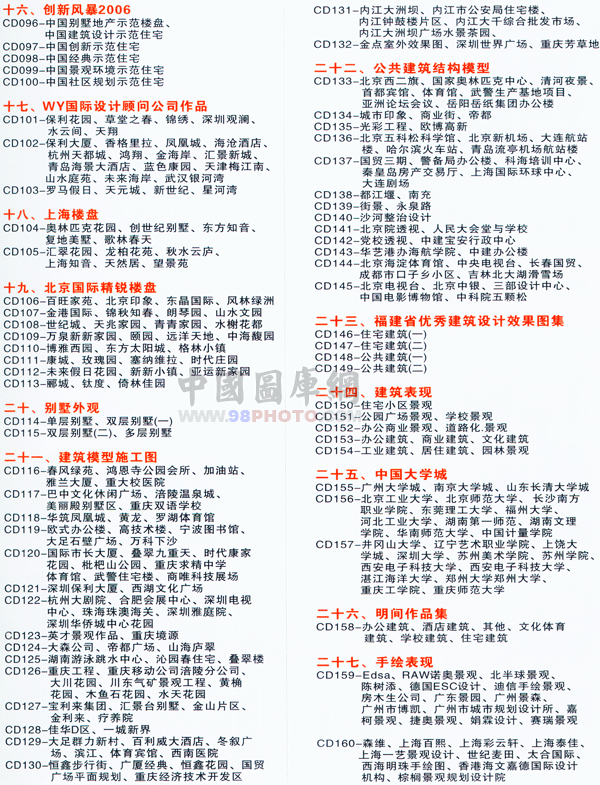 十六、创新风暴2006
CD096-中国别墅地产示范楼盘、
中国建筑设计示范住宅
CD097-中国创新示范住宅
CD098-中国经典示范住宅
CD099-中国景观环境示范住宅
CD100-中国社区规划示范住宅
十七、WY国际设计顾问公司作品
CD101-保利花园、草堂之春、锦绣、深圳观澜、
水云间、天翔
CD102-保利大厦、香格里拉、凤凰城、海沧酒店、
杭州天都城、鸿翔、金海岸、汇景新城、
青岛海景大酒店、蓝色康园、天津梅江南、
山水庭苑、未来海岸、武汉银河湾
CD103-罗马假日、天元城、新世纪、星河湾
十八、上海楼盘
CD104-奥林匹克花园、创世纪别墅、东方知音、
复地美墅、歌林春天
CD105-汇翠花园、龙柏花苑、秋水云庐、
上海知音、天然居、望景苑
十九、北京国际精锐楼盘
CD106-百旺家苑、北京印象、东晶国际、风林绿洲
CD107-金港国际、锦秋知春、朗琴园、山水文园
CD108-世纪城、天兆家园、青青家园、水榭花都
CD109-万泉新新家园、颐园、远洋天地、中海馥园
CD110-博雅西园、东方太阳城、格林小镇
CD111-康城、玫瑰园、塞纳维拉、时代庄园
CD112-未来假日花园、新新小镇、亚运新家园
CD113-郦城、钛度、倚林佳园
二十、别墅外观
CD114-单层别墅、双层别墅(一)
CD115-双层别墅(二)、多层别墅
二十一、建筑模型施工图
CD116-春风绿苑、鸿恩寺公园会所、加油站、
雅兰大厦、重大校医院
CD117-巴中文化休闲广场、涪陵温泉城、
美丽殿别墅区、重庆双语学校
CD118-华筑凤凰城、黄龙、罗湖体育馆
CD119-欧式办公楼、高技术楼、宁波图书馆、
大足石壁广场、万科下沙
CD120-国际市长大厦、叠翠九重天、时代康家
花园、枇杷山公园、重庆求精中学
体育馆、武警住宅楼、商唯科技展场
CD121-深圳保利大厦、西湖文化广场
CD122-杭州大剧院、合肥会展中心、深圳电视
中心、珠海珠澳海关、深圳雅庭院、
深圳华侨城中心花园
CD123-英才景观作品、重庆境源
CD124-大森公司、帝都广场、山海庐翠
CD125-湖南游泳跳水中心、沁园春住宅、叠翠楼
CD126-重庆工程、重庆移动公司涪陵分公司、
大川花园、川东气矿景观工程、黄桷
花园、木鱼石花园、水天花园
CD127-宝利来集团、汇景台别墅、金山片区、
金利来、疗养院
CD128-佳华D区、一城新界
CD129-大足群力新村、百利威大酒店、冬叙广
场、滨江、体育宾馆、西南医院
CD130-恒鑫步行街、广厦经典、恒鑫花园、国贸
广场平面规划、重庆经济技术开发区
CD131-内江大洲坝、内江市公安局住宅楼、
内江钟鼓楼片区、内江大千综合批发市场、
内江大洲坝广场水景茶园、
CD132-金点室外效果图、深圳世界广场、重庆芳草地
二十二、公共建筑结构模型
CD133-北京西二旗、国家奥林匹克中心、清河夜景、
首都宾馆、体育馆、武警生产基地项目、
亚洲论坛会议、岳阳岳纸集团办公楼
CD134-城市印象、商业街、帝都
CD135-光彩工程、欧博高新
CD136-北京五科松科学馆、北京新机场、大连航站
楼、哈尔滨火车站、青岛流亭机场航站楼
CD137-国贸三期、警备局办公楼、科海培训中心、
秦皇岛房产交易厅、上海国际环球中心、
大连剧场
CD138-都江堰、南充
CD139-街景、永泉路
CD140-沙河整治设计
CD141-北京院透视、人民大会堂与学校
CD142-党校透视、中建宝安行政中心
CD143-华艺港办海航学院、中建办公楼
CD144-北京海淀体育馆、中央电视台、长春国贸、
成都市口子乡小区、吉林北大湖滑雪场
CD145-北京电视台、北京中银、三部设计中心、
中国电影博物馆、中科院五颗松
二十三、福建省优秀建筑设计效果图集
CD146-住宅建筑(一)
CD147-住宅建筑(二)
CD148-公共建筑(一)
CD149-公共建筑(二)
二十四、建筑表现
CD150-住宅小区景观
CD151-公园广场景观、学校景观
CD152-办公商业景观、道路化景观
CD153-办公建筑、商业建筑、文化建筑
CD154-工业建筑、居住建筑、园林景观
二十五、中国大学城
CD155-广州大学城、南京大学城、山东长清大学城
CD156-北京工业大学、北京师范大学、长沙南方
职业学院、东莞理工大学、福州大学、
河北工业大学、湖南第一师范、湖南文理
学院、华南师范大学、中国计量学院
CD157-井冈山大学、辽宁艺术职业学院、上饶大
学城、深圳大学、苏州美术学院、苏州学院、
西安电子科技大学、西安电子科技大学、
湛江海洋大学、郑州大学郑州大学、
重庆工学院、重庆师范大学
二十六、明间作品集
CD158-办公建筑、酒店建筑、其他、文化体育
建筑、学校建筑、住宅建筑
二十七、手绘表现
CD159-Edsa、RAW诺奥景观、北半球景观、
陈树添、德国ESC设计、迪信手绘景观、
房木生公司、广东景园、广州景森、
广州市博凯、广州市城市规划设计所、嘉
柯景观、捷奥景观、娟霖设计、赛瑞景观
CD160-森维、上海百熙、上海彩云轩、上海泰佳、
上海一艺景观设计、世纪麦田、太合国际、
西海明珠手绘图、香港海文嘉德国际设计
机构、棕榈景观规划设计院
中國圖庫網
www.98PHOTO.COM